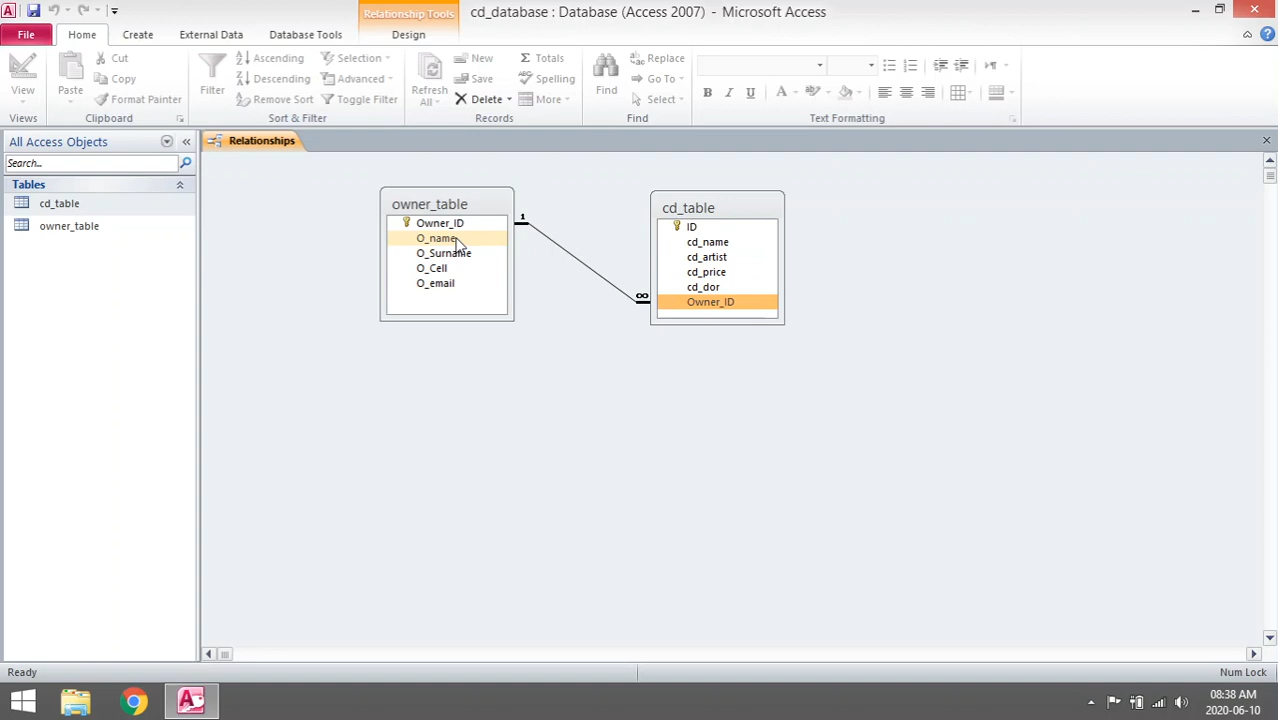 cd_database : Database (Access 2007) - Microsoft Access
Relationship Tools
File
Home
Create
External Data
Database Tools
Design
View
Views
Paste
Cut
Copy
Format Painter
Clipboard
Filter
Ascending
Descending
Remove Sort
Selection
Advanced
Toggle Filter
Sort & Filter
Refresh
All
New
Save
Delete
Totals
Spelling
More
Records
Find
Replace
Go To
Select
Find
B I U
A
Text Formatting
All Access Objects
Search...
Tables
cd_table
owner_table
Relationships
owner_table
Owner_ID
O_name
O_Surname
O_Cell
O_email
1
∞
cd_table
ID
cd_name
cd_artist
cd_price
cd_dor
Owner_ID
Ready
Num Lock
08:38 AM
2020-06-10